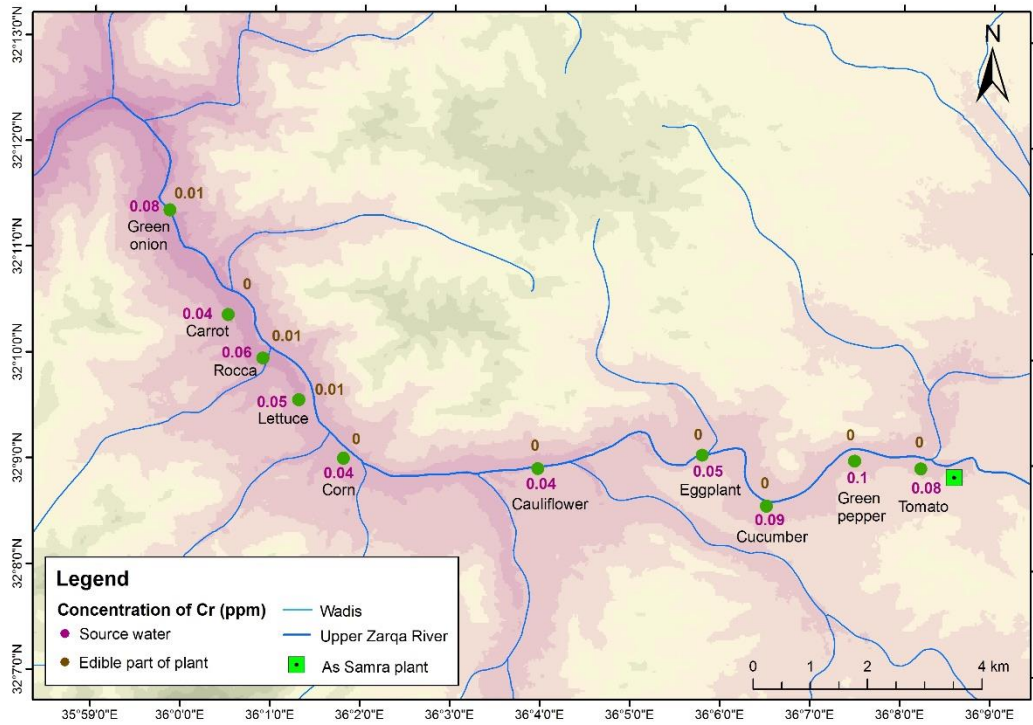 32°13'0"N
32°12'0"N
32°11'0"N
32°10'0"N
32°9'0"N
32°8'0"N
32°7'0"N
N
0.01
0.08
Green
onion
0
0.04
Carrot
0.01
0.06
Rocca
0.01
0.05
Lettuce
0
0.04
Corn
0
0.04
Cauliflower
0
0.05
Eggplant
0
0.09
Cucumber
0
0.1
Green
pepper
0
0.08
Tomato
Legend
Concentration of Cr (ppm)
Source water
Edible part of plant
Wadis
Upper Zarqa River
As Samra plant
0 1 2 4 km
35°59'0"E 36°0'0"E 36°1'0"E 36°2'0"E 36°3'0"E 36°4'0"E 36°5'0"E 36°6'0"E 36°7'0"E 36°8'0"E 36°9'0"E